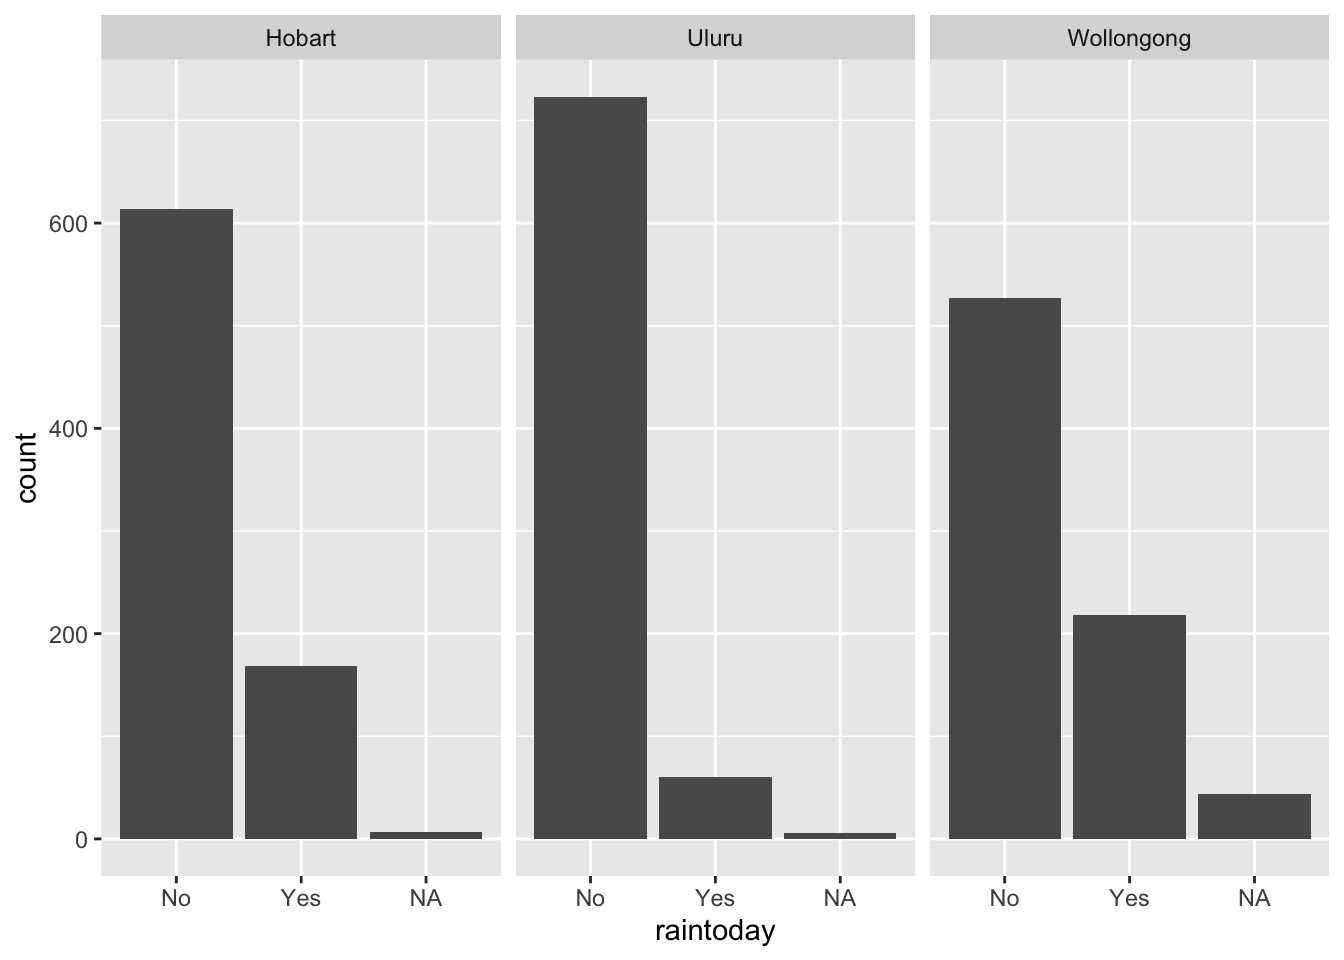 Hobart Uluru Wollongong
600
400
200
0
count
No Yes NA No Yes NA No Yes NA
raintoday